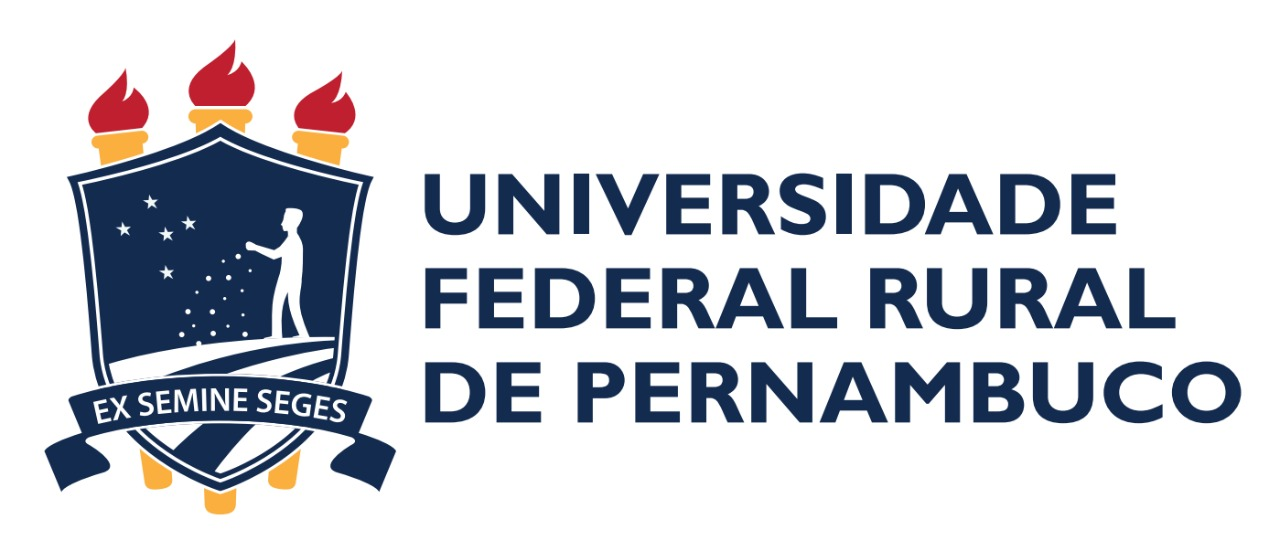 EX SEMINE SEGES
UNIVERSIDADE
FEDERAL RURAL
DE PERNAMBUCO